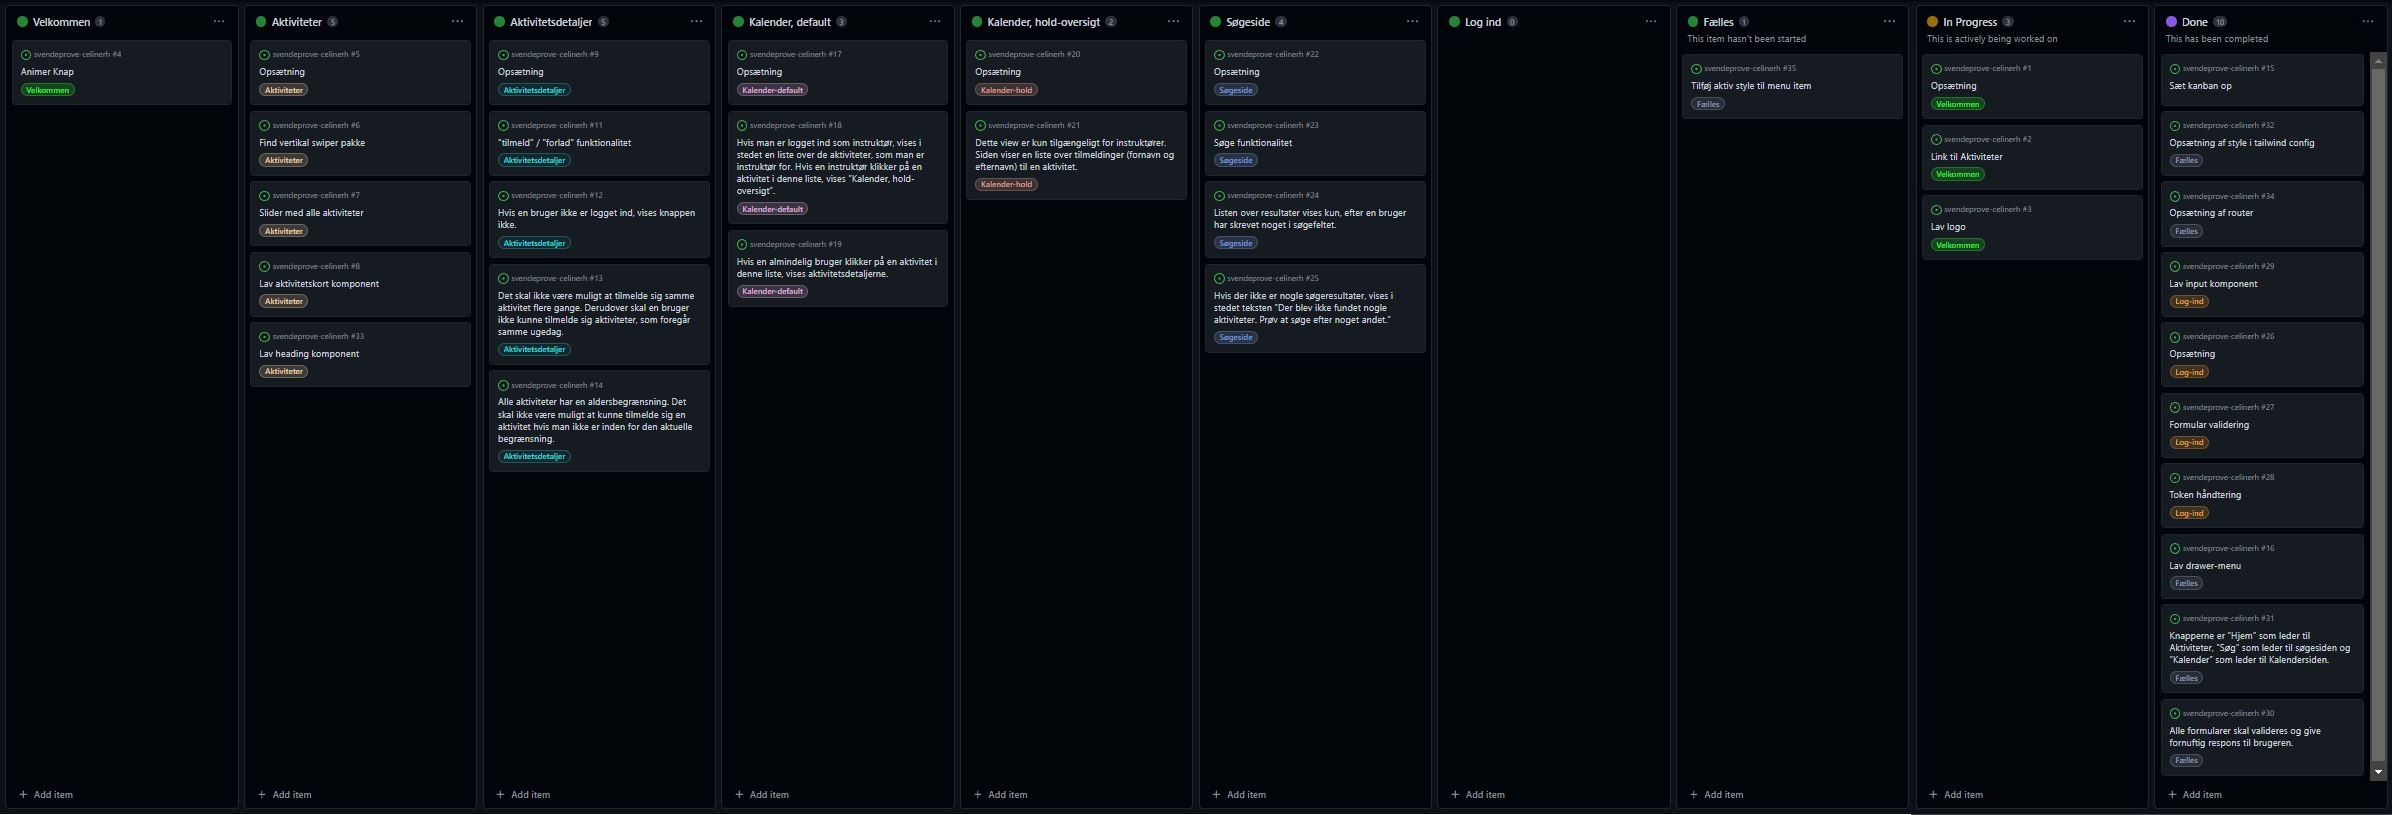 Velkommen 1
svendeprove-celinerh #4
Animer Knap
Velkommen
+ Add item
Aktiviteter 5
svendeprove-celinerh #5
Opsætning
Aktiviteter
svendeprove-celinerh #6
Find vertikal swiper pakke
Aktiviteter
svendeprove-celinerh #7
Slider med alle aktiviteter
Aktiviteter
svendeprove-celinerh #8
Lav aktivitetskort komponent
Aktiviteter
svendeprove-celinerh #33
Lav heading komponent
Aktiviteter
+ Add item
Aktivitetsdetaljer 5
svendeprove-celinerh #9
Opsætning
Aktivitetsdetaljer
svendeprove-celinerh #11
"tilmeld" / "forlad" funktionalitet
Aktivitetsdetaljer
svendeprove-celinerh #12
Hvis en bruger ikke er logget ind, vises knappen
ikke.
Aktivitetsdetaljer
svendeprove-celinerh #13
Det skal ikke være muligt at tilmelde sig samme
aktivitet flere gange. Derudover skal en bruger
ikke kunne tilmelde sig aktiviteter, som foregår
samme ugedag.
Aktivitetsdetaljer
svendeprove-celinerh #14
Alle aktiviteter har en aldersbegrænsning. Det
skal ikke være muligt at kunne tilmelde sig en
aktivitet hvis man ikke er inden for den aktuelle
begrænsning.
Aktivitetsdetaljer
+ Add item
Kalender, default 3
svendeprove-celinerh #17
Opsætning
Kalender-default
svendeprove-celinerh #18
Hvis man er logget ind som instruktør, vises i
stedet en liste over de aktiviteter, som man er
instruktør for. Hvis en instruktør klikker på en
aktivitet i denne liste, vises "Kalender, hold-
oversigt".
Kalender-default
svendeprove-celinerh #19
Hvis en almindelig bruger klikker på en aktivitet i
denne liste, vises aktivitetsdetaljerne.
Kalender-default
+ Add item
Kalender, hold-oversigt 2
svendeprove-celinerh #20
Opsætning
Kalender-hold
svendeprove-celinerh #21
Dette view er kun tilgængeligt for instruktører.
Siden viser en liste over tilmeldinger (fornavn og
efternavn) til en aktivitet.
Kalender-hold
+ Add item
Søgeside 4
svendeprove-celinerh #22
Opsætning
Søgeside
svendeprove-celinerh #23
Søge funktionalitet
Søgeside
svendeprove-celinerh #24
Listen over resultater vises kun, efter en bruger
har skrevet noget i søgefeltet.
Søgeside
svendeprove-celinerh #25
Hvis der ikke er nogle søgeresultater, vises i
stedet teksten "Der blev ikke fundet nogle
aktiviteter. Prøv at søge efter noget andet."
Søgeside
+ Add item
Log ind 0
+ Add item
Fælles 1
This item hasn't been started
svendeprove-celinerh #35
Tilføj aktiv style til menu item
Fælles
+ Add item
In Progress 3
This is actively being worked on
svendeprove-celinerh #1
Opsætning
Velkommen
svendeprove-celinerh #2
Link til Aktiviteter
Velkommen
svendeprove-celinerh #3
Lav logo
Velkommen
+ Add item
Done 10
This has been completed
svendeprove-celinerh #15
Sæt kanban op
svendeprove-celinerh #32
Opsætning af style i tailwind config
Fælles
svendeprove-celinerh #34
Opsætning af router
Fælles
svendeprove-celinerh #29
Lav input komponent
Log-ind
svendeprove-celinerh #26
Opsætning
Log-ind
svendeprove-celinerh #27
Formular validering
Log-ind
svendeprove-celinerh #28
Token håndtering
Log-ind
svendeprove-celinerh #16
Lav drawer-menu
Fælles
svendeprove-celinerh #31
Knapperne er "Hjem" som leder til
Aktiviteter, "Søg" som leder til søgesiden og
"Kalender" som leder til Kalendersiden.
Fælles
svendeprove-celinerh #30
Alle formularer skal valideres og give
fornuftig respons til brugeren.
Fælles
+ Add item